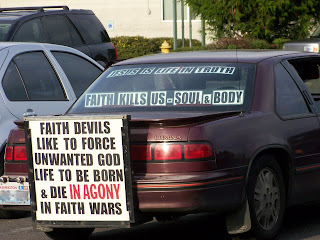 JESUS IS LIFE IN TRUTH
FAITH KILLS US - SOUL & BODY
FAITH DEVILS
LIKE TO FORCE
UNWANTED GOD
LIFE TO BE BORN
& DIE IN AGONY
IN FAITH WARS